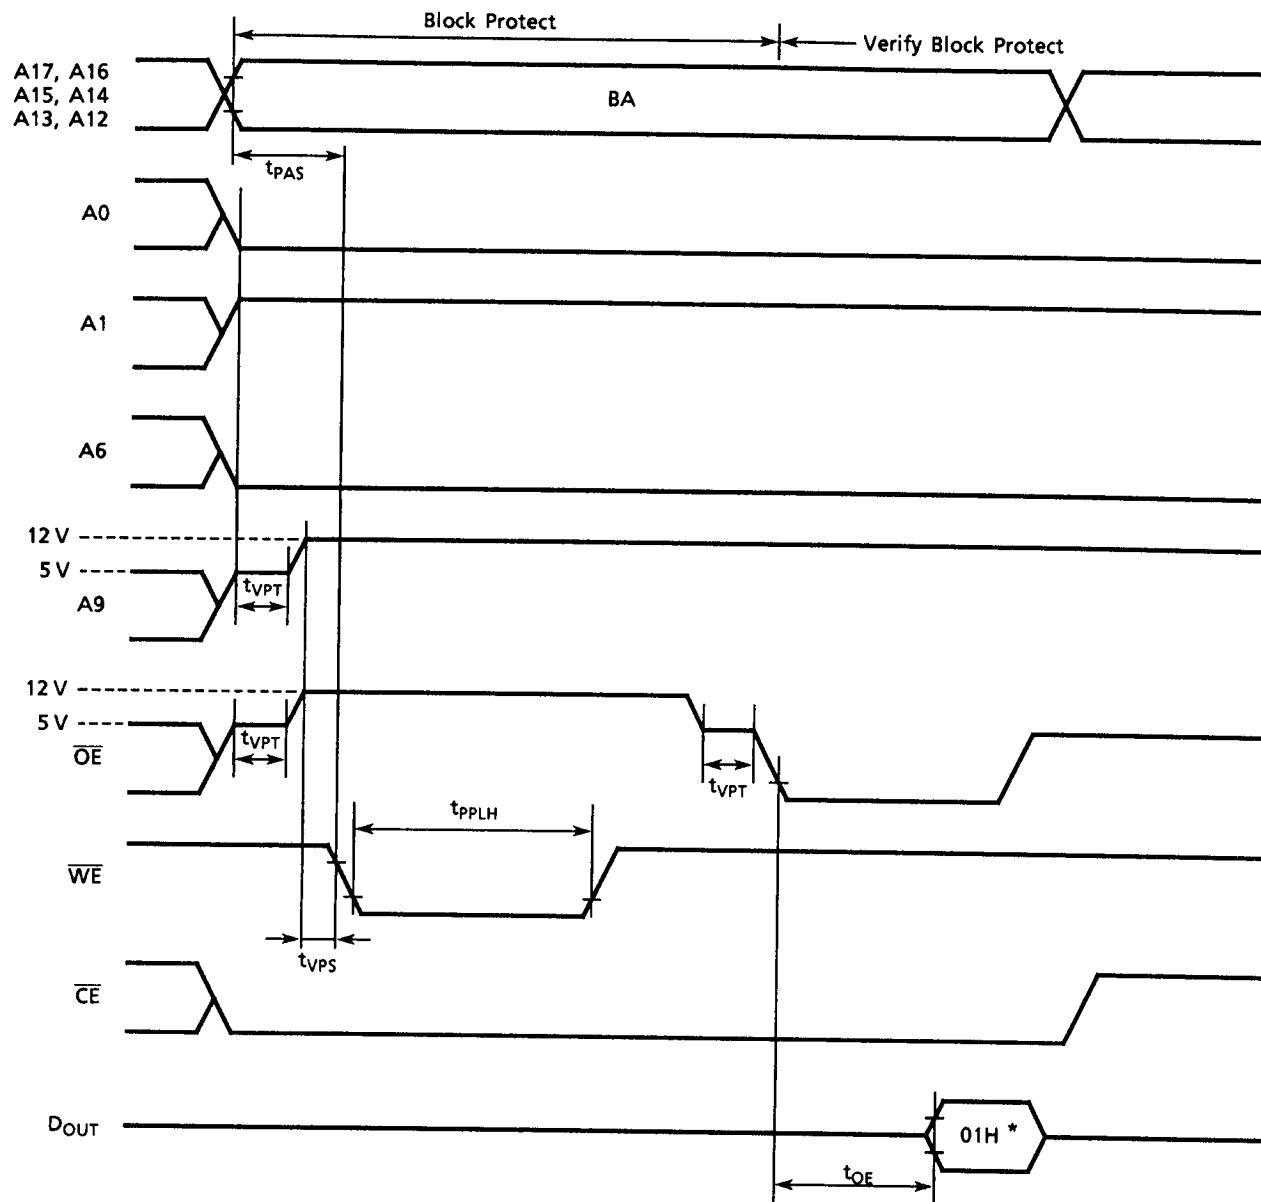 Block Protect
Verify Block Protect
A17, A16
A15, A14
A13, A12
BA
tPAS
A0
A1
A6
12 V
5 V
tVPT
A9
12 V
5 V
tVPT
OE
tVPT
tPPLH
WE
tVPS
CE
DOUT
01H *
tOE